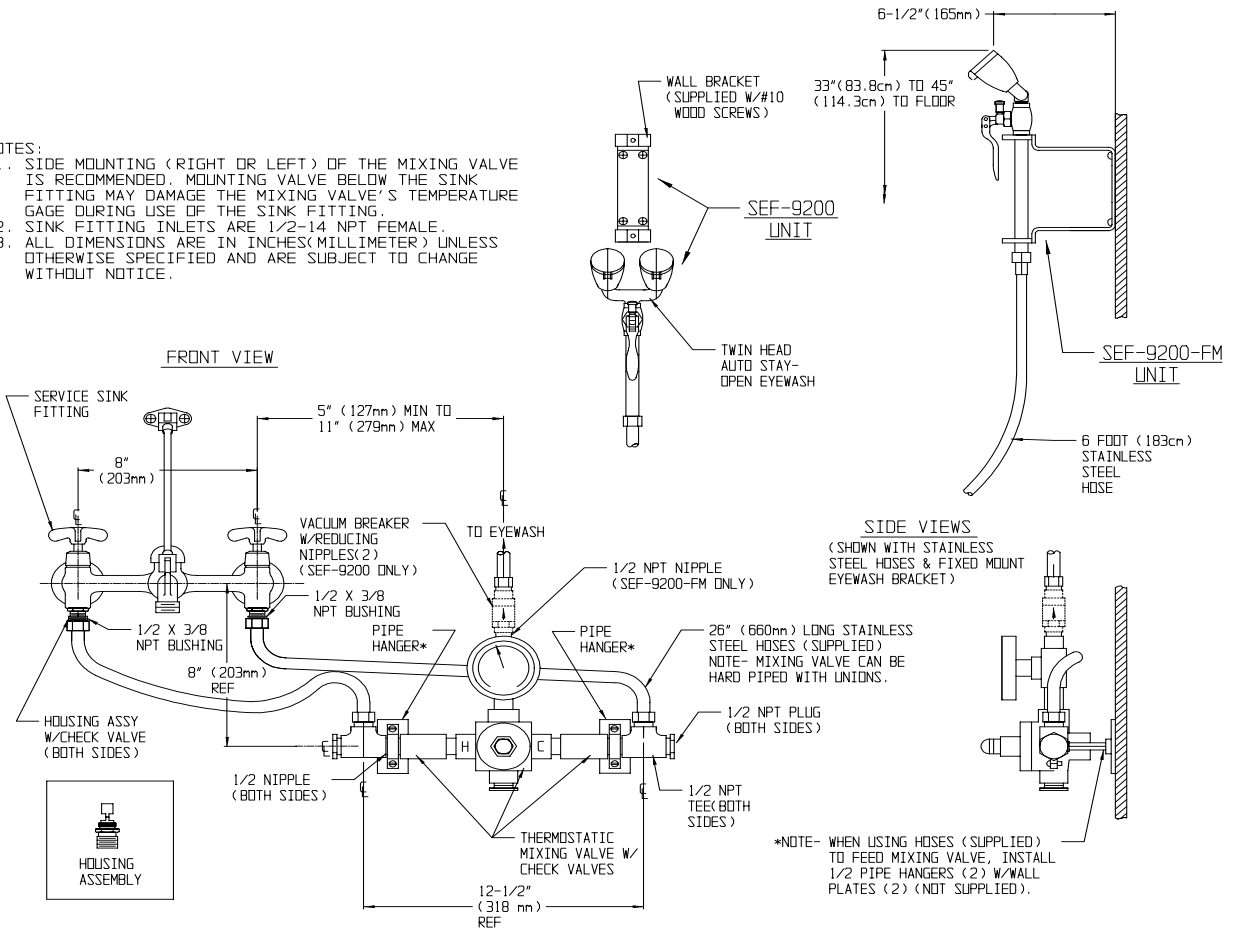 6-1/2"(165mm)
33"(83.8cm) TO 45"
(114.3cm) TO FLOOR
WALL BRACKET
(SUPPLIED W/#10
WOOD SCREWS)
SEF-9200
UNIT
OTES:
. SIDE MOUNTING (RIGHT OR LEFT) OF THE MIXING VALVE
IS RECOMMENDED. MOUNTING VALVE BELOW THE SINK
FITTING MAY DAMAGE THE MIXING VALVE'S TEMPERATURE
GAGE DURING USE OF THE SINK FITTING.
2. SINK FITTING INLETS ARE 1/2-14 NPT FEMALE.
3. ALL DIMENSIONS ARE IN INCHES(MILLIMETER) UNLESS
OTHERWISE SPECIFIED AND ARE SUBJECT TO CHANGE
WITHOUT NOTICE.
TWIN HEAD
AUTO STAY-
OPEN EYEWASH
SEF-9200-FM
UNIT
6 FOOT (183cm)
STAINLESS
STEEL
HOSE
FRONT VIEW
SERVICE SINK
FITTING
5" (127mm) MIN TO
11" (279mm) MAX
8"
(203mm)
VACUUM BREAKER
W/REDUCING
NIPPLES(2)
(SEF-9200 ONLY)
TO EYEWASH
1/2 NPT NIPPLE
(SEF-9200-FM ONLY)
SIDE VIEWS
(SHOWN WITH STAINLESS
STEEL HOSES & FIXED MOUNT
EYEWASH BRACKET)
1/2 X 3/8
NPT BUSHING
1/2 X 3/8
NPT BUSHING
PIPE
HANGER*
PIPE
HANGER*
26" (660mm) LONG STAINLESS
STEEL HOSES (SUPPLIED)
NOTE- MIXING VALVE CAN BE
HARD PIPED WITH UNIONS.
8" (203mm)
REF
HOUSING ASSY
W/CHECK VALVE
(BOTH SIDES)
H
C
1/2 NPT PLUG
(BOTH SIDES)
1/2 NIPPLE
(BOTH SIDES)
1/2 NPT
TEE(BOTH
SIDES)
THERMOSTATIC
MIXING VALVE W/
CHECK VALVES
HOUSING
ASSEMBLY
12-1/2"
(318 mm)
REF
*NOTE- WHEN USING HOSES (SUPPLIED)
TO FEED MIXING VALVE, INSTALL
1/2 PIPE HANGERS (2) W/WALL
PLATES (2) (NOT SUPPLIED).